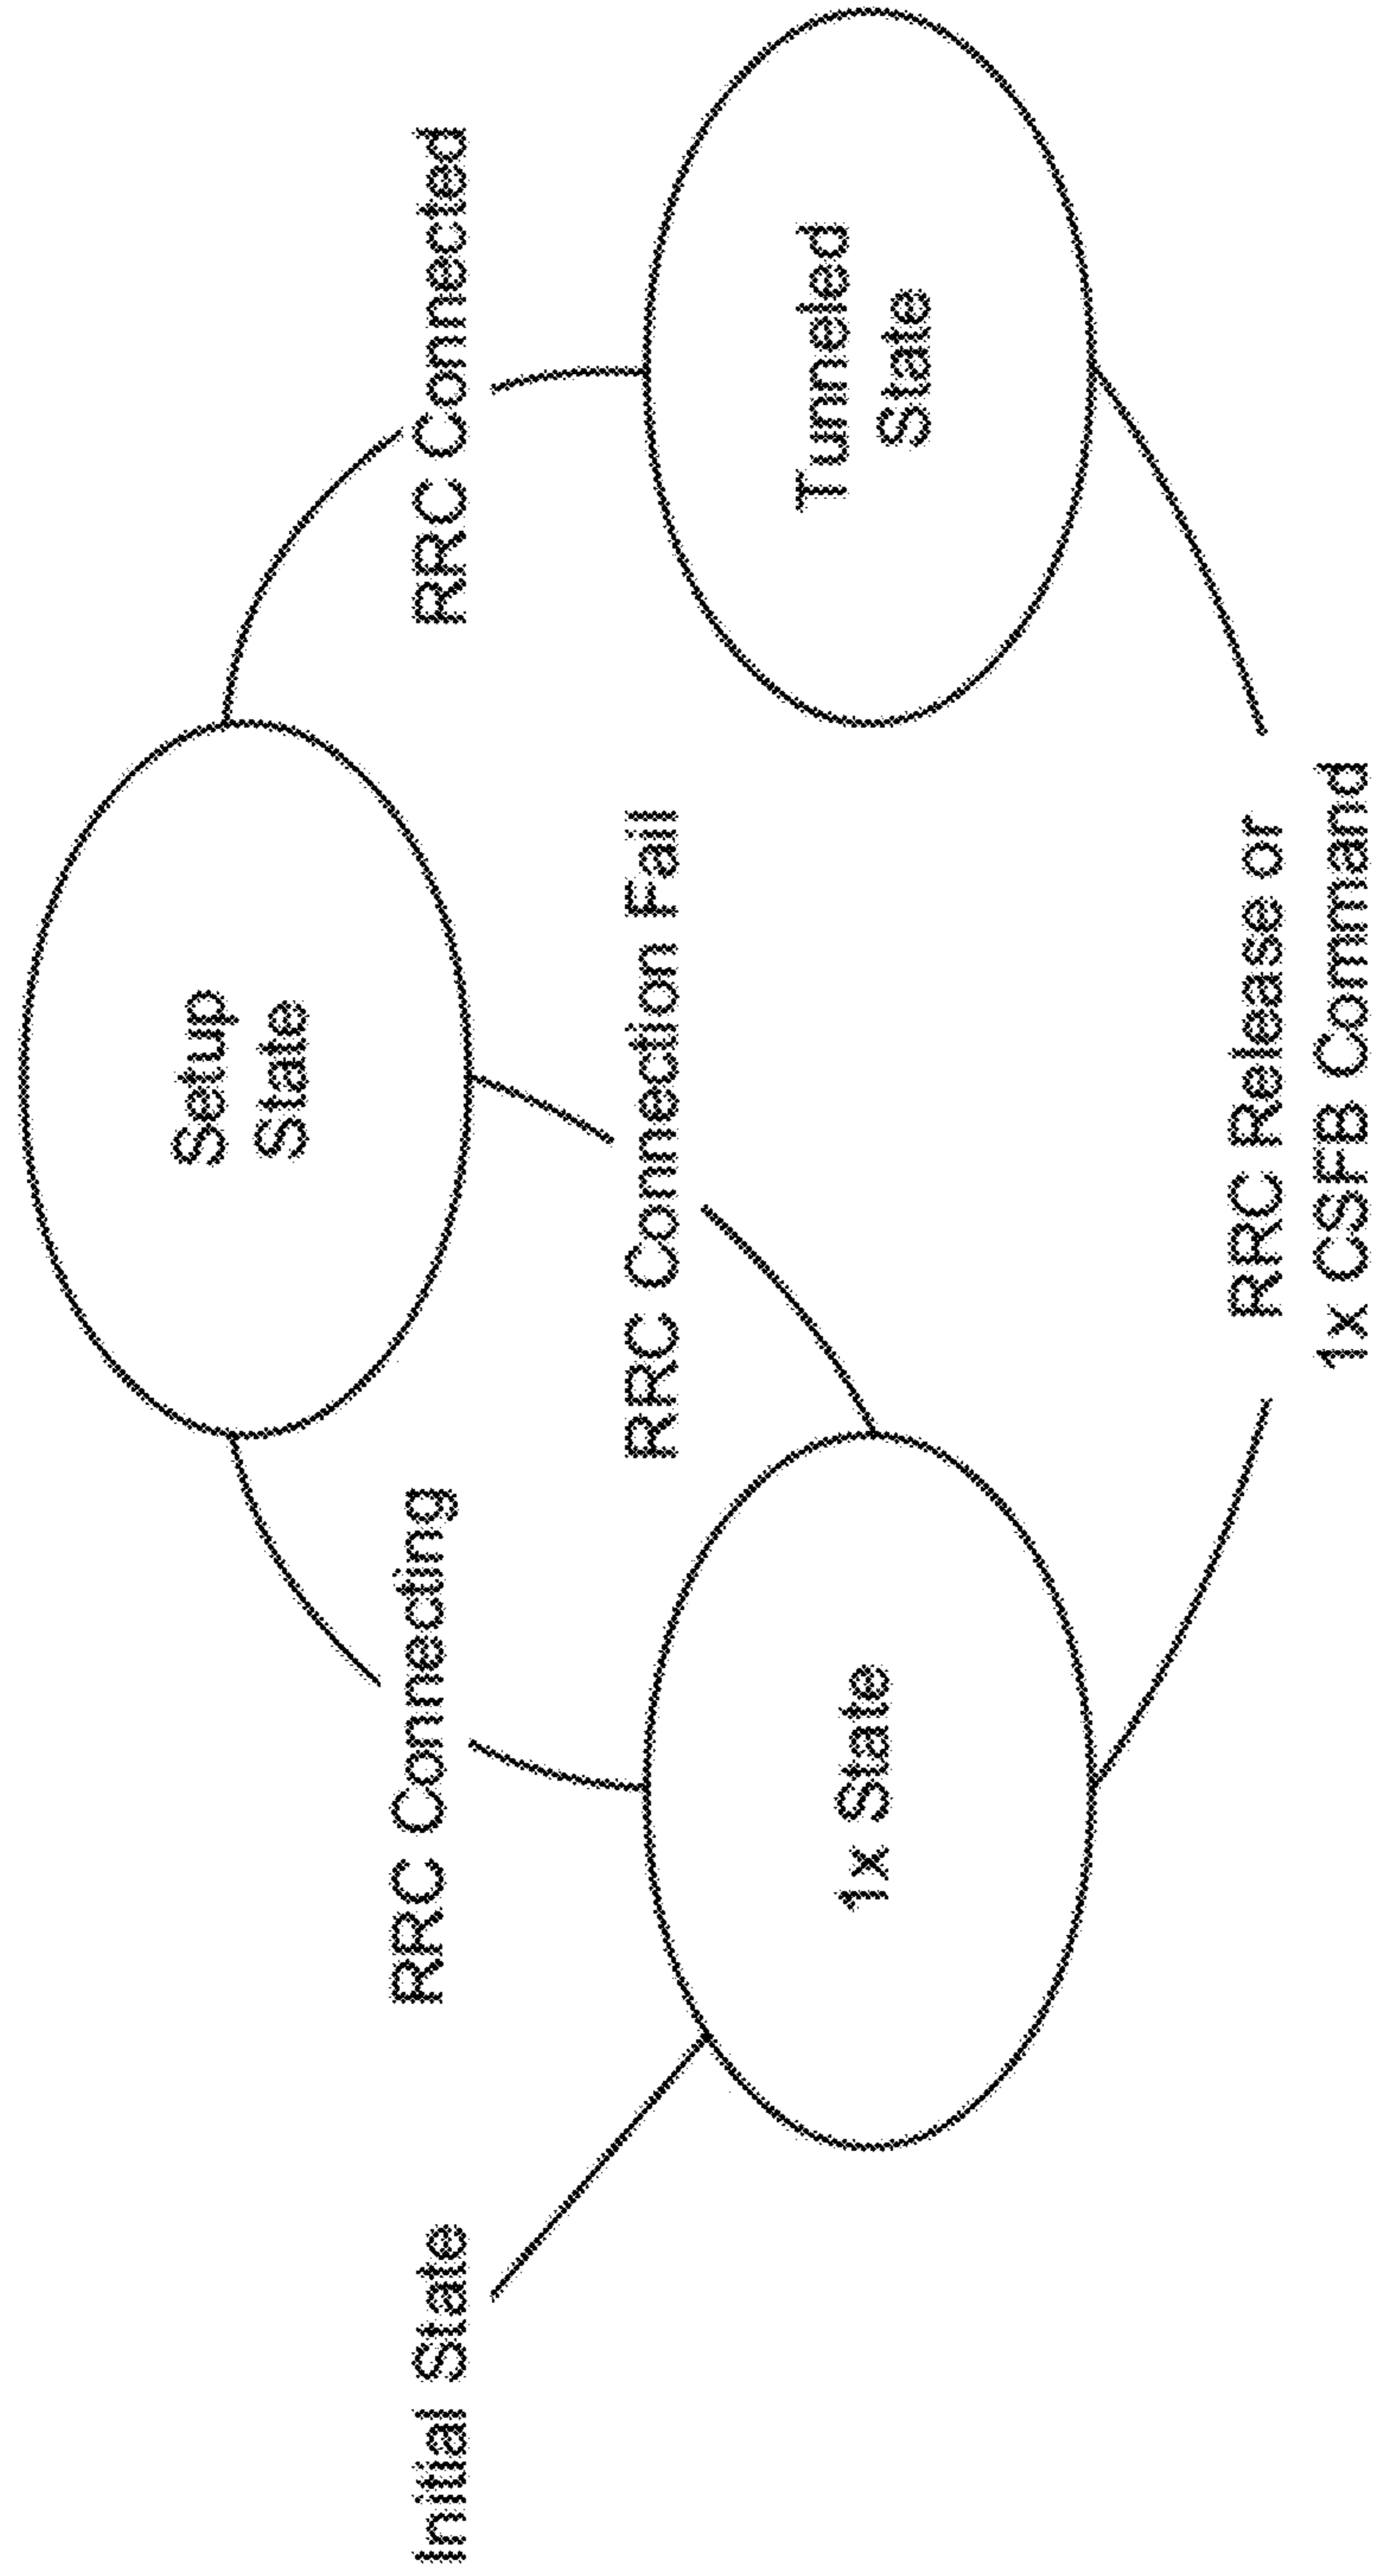 Setup
State
RRC Connecting
RRC Connected
Initial State
RRC Connection Fail
1x State
Tunneled
State
RRC Release or
1x CSFB Command